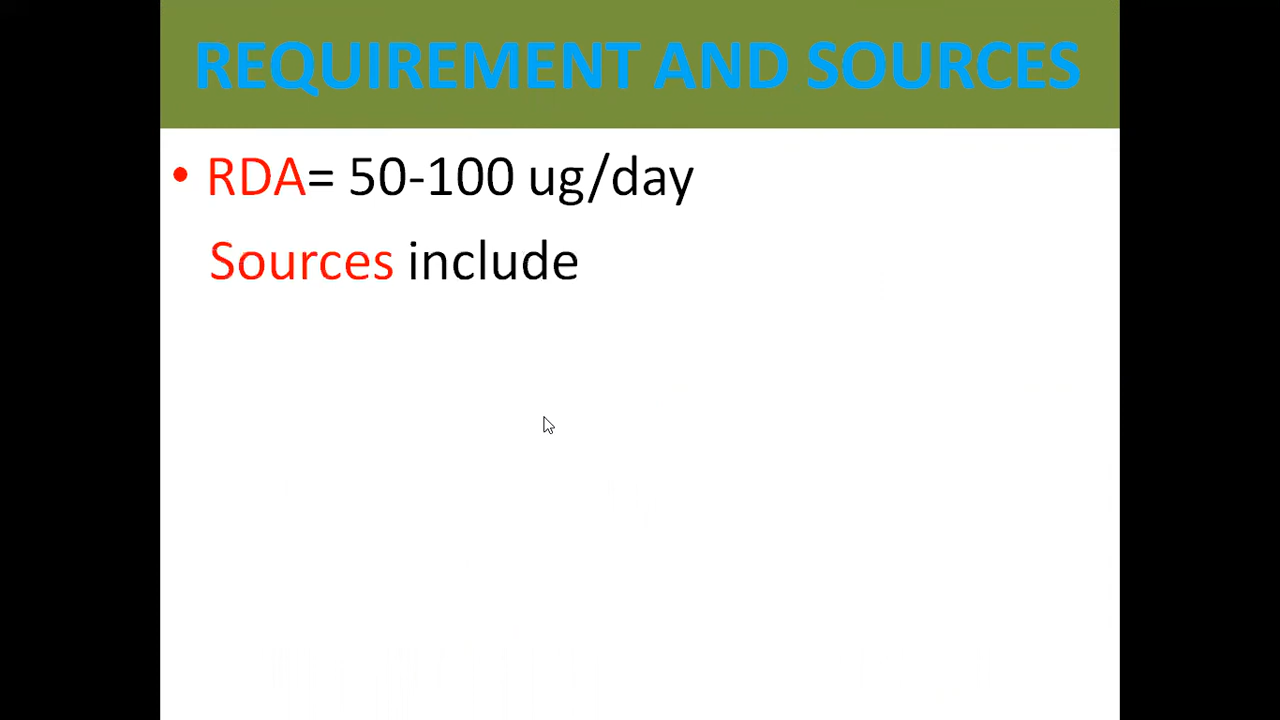 REQUIREMENT AND SOURCES
• RDA= 50-100 ug/day
Sources include